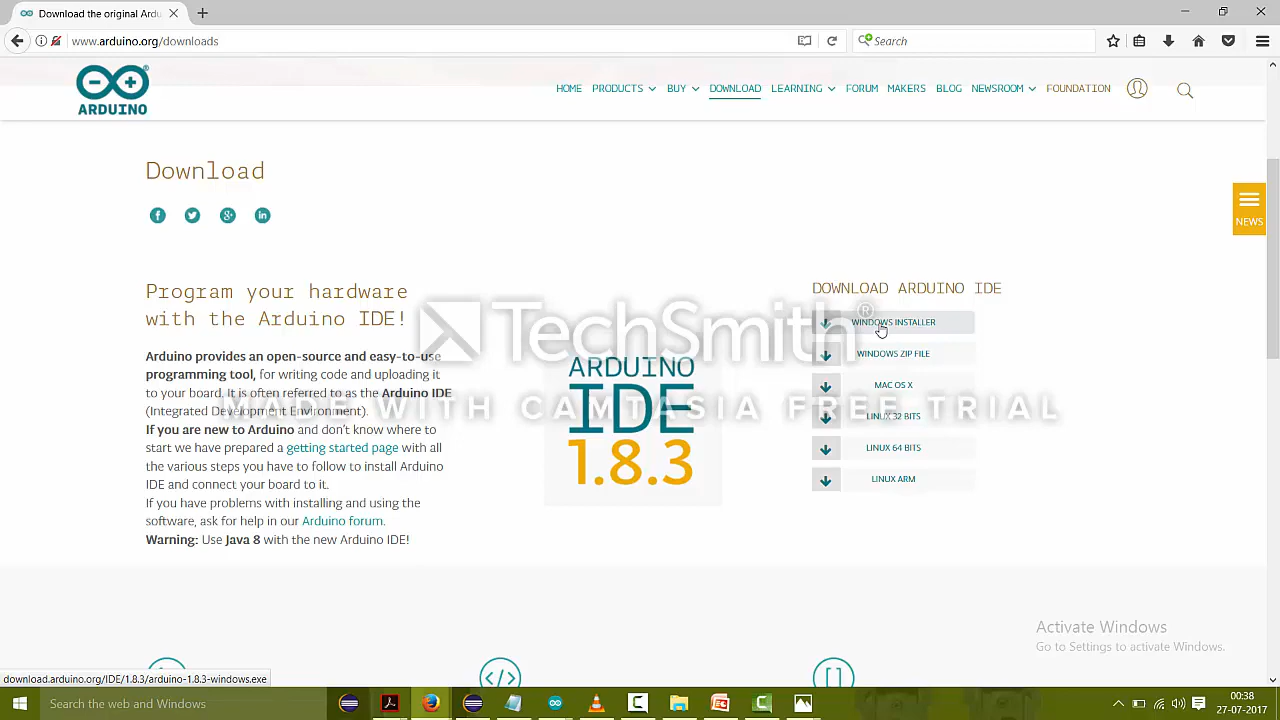 Download the original Ardu
www.arduino.org/downloads
Search
ARDUINO
HOME PRODUCTS BUY DOWNLOAD LEARNING FORUM MAKERS BLOG NEWSROOM FOUNDATION
Download
NEWS
Program your hardware
with the Arduino IDE!
Arduino provides an open-source and easy-to-use
programming tool, for writing code and uploading it
to your board. It is often referred to as the Arduino IDE
(Integrated Development Environment).
If you are new to Arduino and don't know where to
start we have prepared a getting started page with all
the various steps you have to follow to install Arduino
IDE and connect your board to it.
If you have problems with installing and using the
software, ask for help in our Arduino forum.
Warning: Use Java 8 with the new Arduino IDE!
ARDUINO
IDE
1.8.3
DOWNLOAD ARDUINO IDE
WINDOWS INSTALLER
WINDOWS ZIP FILE
MAC OS X
LINUX 32 BITS
LINUX 64 BITS
LINUX ARM
TechSmith®
MADE WITH CAMTASIA FREE TRIAL
Activate Windows
Go to Settings to activate Windows.
download.arduino.org/IDE/1.8.3/arduino-1.8.3-windows.exe
Search the web and Windows
00:38
27-07-2017